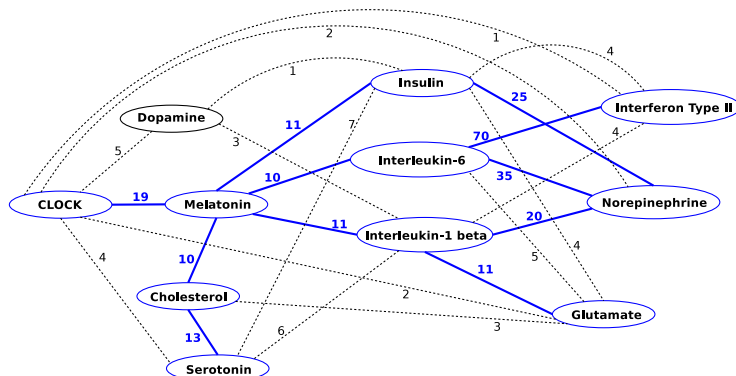 1
2
4
1
Insulin
25
Interferon Type II
Dopamine
11
7
70
4
3
5
Interleukin-6
10
35
19
CLOCK
Melatonin
Norepinephrine
11
Interleukin-1 beta
20
4
10
11
5
4
Cholesterol
2
Glutamate
3
13
6
Serotonin